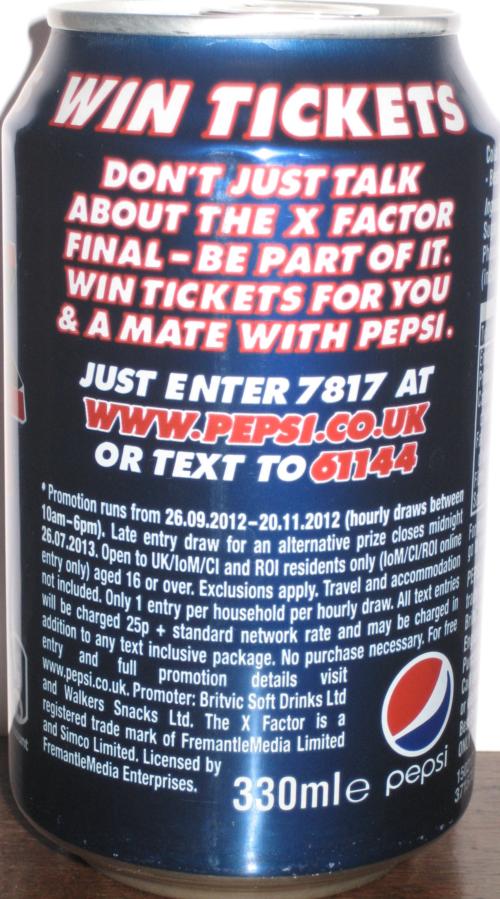 WIN TICKETS
DON'T JUST TALK
ABOUT THE X FACTOR
FINAL – BE PART OF IT.
WIN TICKETS FOR YOU
& A MATE WITH PEPSI.
JUST ENTER 7817 AT
WWW.PEPSI.CO.UK
OR TEXT TO 61144
*Promotion runs from 26.09.2012–20.11.2012 (hourly draws between
10am–6pm). Late entry draw for an alternative prize closes midnight
26.07.2013. Open to UK/IoM/CI and ROI residents only (IoM/CI/ROI online
entry only) aged 16 or over. Exclusions apply. Travel and accommodation
not included. Only 1 entry per household per hourly draw. All text entries
will be charged 25p + standard network rate and may be charged in
addition to any text inclusive package. No purchase necessary. For free
entry and full promotion details visit
www.pepsi.co.uk. Promoter: Britvic Soft Drinks Ltd
and Walkers Snacks Ltd. The X Factor is a
registered trade mark of FremantleMedia Limited
and Simco Limited. Licensed by
FremantleMedia Enterprises.
330ml e
pepsi